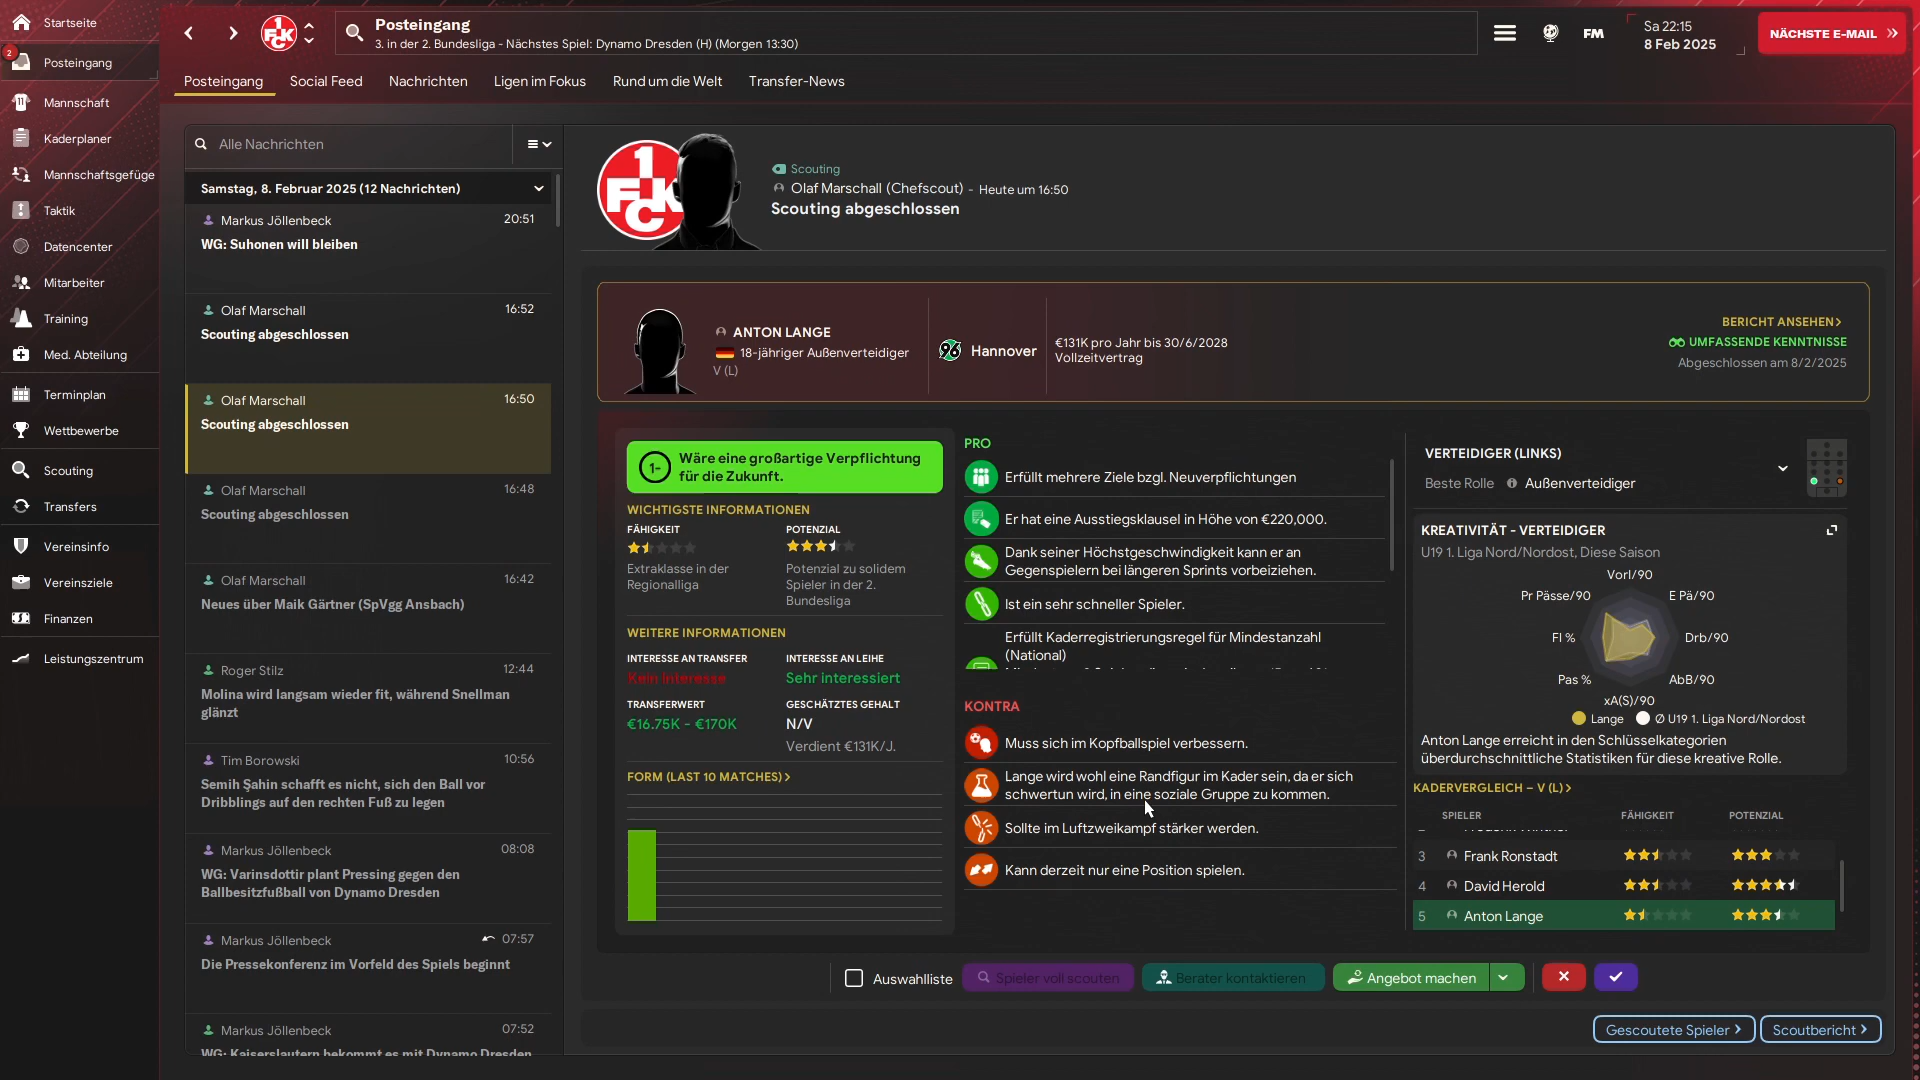 Startseite
2
Posteingang
Mannschaft
Kaderplaner
Mannschaftsgefüge
Taktik
Datencenter
Mitarbeiter
Training
Med. Abteilung
Terminplan
Wettbewerbe
Scouting
Transfers
Vereinsinfo
Vereinsziele
Finanzen
Leistungszentrum
Posteingang
3. in der 2. Bundesliga - Nächstes Spiel: Dynamo Dresden (H) (Morgen 13:30)
FM
Sa 22:15
8 Feb 2025
NÄCHSTE E-MAIL
Posteingang
Social Feed
Nachrichten
Ligen im Fokus
Rund um die Welt
Transfer-News
Alle Nachrichten
Samstag, 8. Februar 2025 (12 Nachrichten)
Markus Jöllenbeck 20:51
WG: Suhonen will bleiben
Olaf Marschall 16:52
Scouting abgeschlossen
Olaf Marschall 16:50
Scouting abgeschlossen
Olaf Marschall 16:48
Scouting abgeschlossen
Olaf Marschall 16:42
Neues über Maik Gärtner (SpVgg Ansbach)
Roger Stilz 12:44
Molina wird langsam wieder fit, während Snellman
glänzt
Tim Borowski 10:56
Semih Şahin schafft es nicht, sich den Ball vor
Dribblings auf den rechten Fuß zu legen
Markus Jöllenbeck 08:08
WG: Varinsdottir plant Pressing gegen den
Ballbesitzfußball von Dynamo Dresden
Markus Jöllenbeck 07:57
Die Pressekonferenz im Vorfeld des Spiels beginnt
Markus Jöllenbeck 07:52
WG: Kaiserslautern bekommt es mit Dynamo Dresden
1
FCK
Scouting
Olaf Marschall (Chefscout) - Heute um 16:50
Scouting abgeschlossen
ANTON LANGE
18-jähriger Außenverteidiger
V (L)
96
Hannover
€131K pro Jahr bis 30/6/2028
Vollzeitvertrag
BERICHT ANSEHEN
UMFASSENDE KENNTNISSE
Abgeschlossen am 8/2/2025
1-
Wäre eine großartige Verpflichtung
für die Zukunft.
WICHTIGSTE INFORMATIONEN
FÄHIGKEIT
Extraklasse in der
Regionalliga
POTENZIAL
Potenzial zu solidem
Spieler in der 2.
Bundesliga
WEITERE INFORMATIONEN
INTERESSE AN TRANSFER
Kein Interesse
INTERESSE AN LEIHE
Sehr interessiert
TRANSFERWERT
€16.75K - €170K
GESCHÄTZTES GEHALT
N/V
Verdient €131K/J.
FORM (LAST 10 MATCHES)
PRO
Erfüllt mehrere Ziele bzgl. Neuverpflichtungen
Er hat eine Ausstiegsklausel in Höhe von €220,000.
Dank seiner Höchstgeschwindigkeit kann er an
Gegenspielern bei längeren Sprints vorbeiziehen.
Ist ein sehr schneller Spieler.
Erfüllt Kaderregistrierungsregel für Mindestanzahl
(National)
KONTRA
Muss sich im Kopfballspiel verbessern.
Lange wird wohl eine Randfigur im Kader sein, da er sich
schwertun wird, in eine soziale Gruppe zu kommen.
Sollte im Luftzweikampf stärker werden.
Kann derzeit nur eine Position spielen.
VERTEIDIGER (LINKS)
Beste Rolle Außenverteidiger
KREATIVITÄT - VERTEIDIGER
U19 1. Liga Nord/Nordost, Diese Saison
Vorl/90
Pr Pässe/90
E Pä/90
Fl %
Drb/90
Pas %
AbB/90
xA(S)/90
Lange
Ø U19 1. Liga Nord/Nordost
Anton Lange erreicht in den Schlüsselkategorien
überdurchschnittliche Statistiken für diese kreative Rolle.
KADERVERGLEICH – V (L)
SPIELER FÄHIGKEIT POTENZIAL
3 Frank Ronstadt
4 David Herold
5 Anton Lange
Auswahlliste
Spieler voll scouten
Berater kontaktieren
Angebot machen
Gescoutete Spieler
Scoutbericht